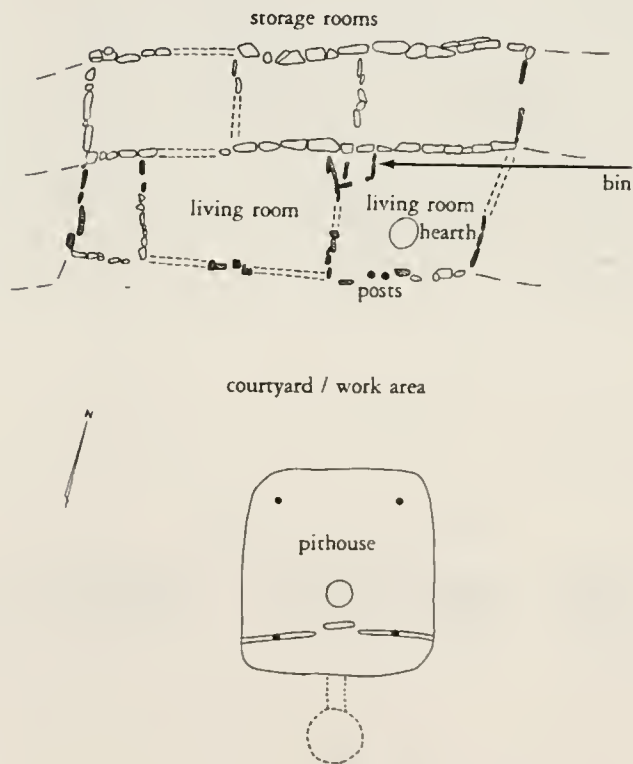 storage rooms
bin
living room
living room
hearth
posts
courtyard / work area
N
pithouse